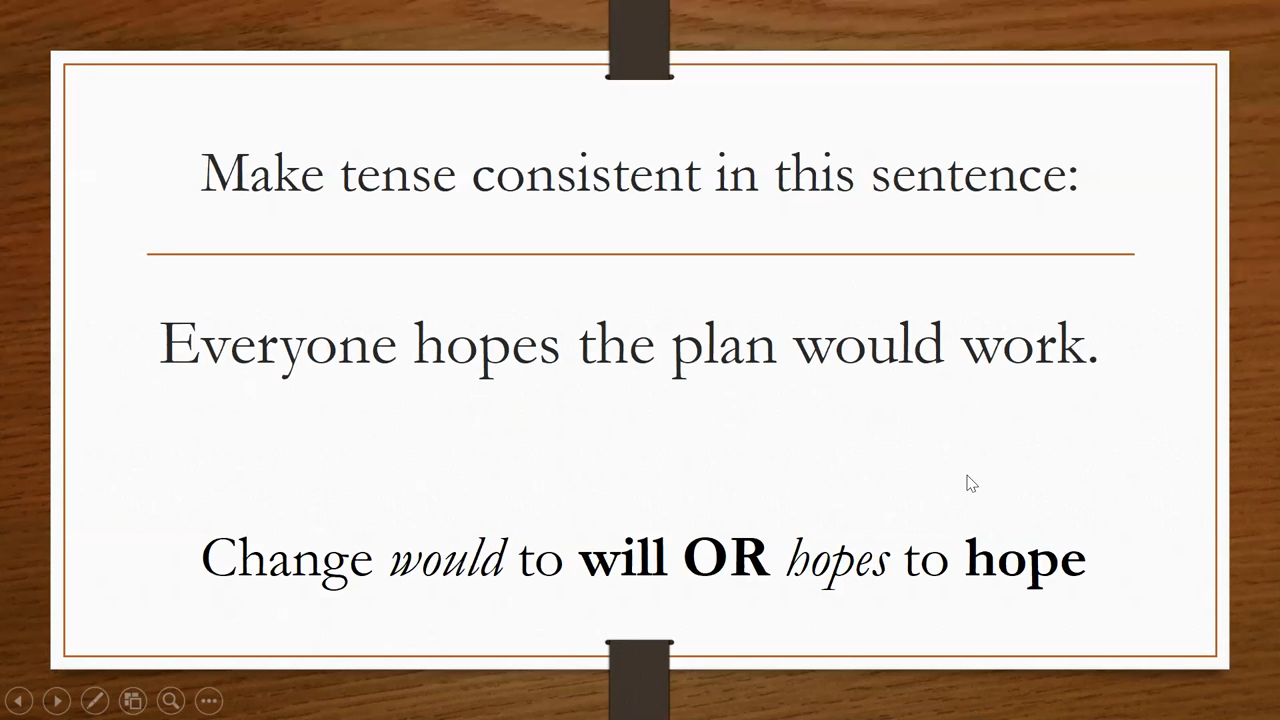 Make tense consistent in this sentence:
Everyone hopes the plan would work.
Change would to will OR hopes to hope